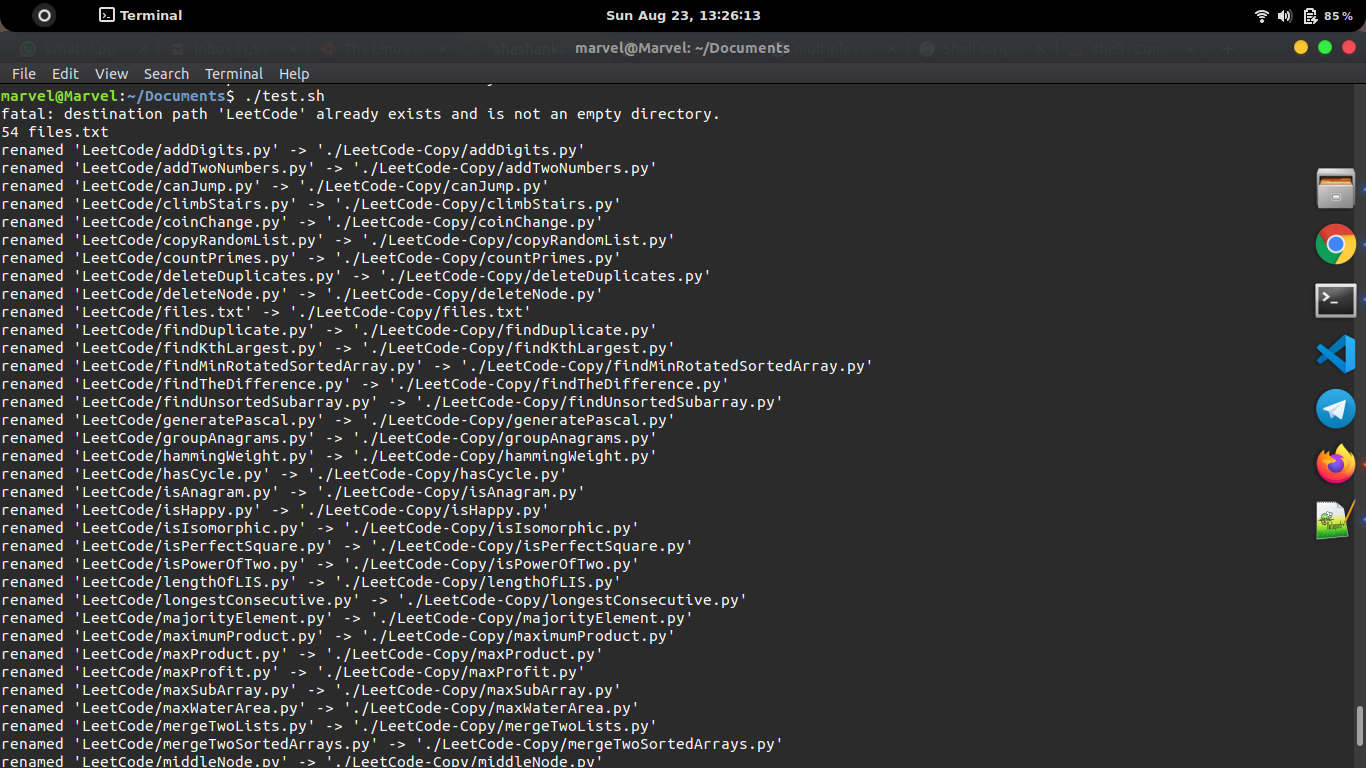 Terminal
Sun Aug 23, 13:26:13
85 %
WhatsApp
Inbox (1,9
The Linux
shashanka
multiple c
Shell scrip
shell - Com
marvel@Marvel: ~/Documents
File Edit View Search Terminal Help
marvel@Marvel:~/Documents$ ./test.sh
fatal: destination path 'LeetCode' already exists and is not an empty directory.
54 files.txt
renamed 'LeetCode/addDigits.py' -> './LeetCode-Copy/addDigits.py'
renamed 'LeetCode/addTwoNumbers.py' -> './LeetCode-Copy/addTwoNumbers.py'
renamed 'LeetCode/canJump.py' -> './LeetCode-Copy/canJump.py'
renamed 'LeetCode/climbStairs.py' -> './LeetCode-Copy/climbStairs.py'
renamed 'LeetCode/coinChange.py' -> './LeetCode-Copy/coinChange.py'
renamed 'LeetCode/copyRandomList.py' -> './LeetCode-Copy/copyRandomList.py'
renamed 'LeetCode/countPrimes.py' -> './LeetCode-Copy/countPrimes.py'
renamed 'LeetCode/deleteDuplicates.py' -> './LeetCode-Copy/deleteDuplicates.py'
renamed 'LeetCode/deleteNode.py' -> './LeetCode-Copy/deleteNode.py'
renamed 'LeetCode/files.txt' -> './LeetCode-Copy/files.txt'
renamed 'LeetCode/findDuplicate.py' -> './LeetCode-Copy/findDuplicate.py'
renamed 'LeetCode/findKthLargest.py' -> './LeetCode-Copy/findKthLargest.py'
renamed 'LeetCode/findMinRotatedSortedArray.py' -> './LeetCode-Copy/findMinRotatedSortedArray.py'
renamed 'LeetCode/findTheDifference.py' -> './LeetCode-Copy/findTheDifference.py'
renamed 'LeetCode/findUnsortedSubarray.py' -> './LeetCode-Copy/findUnsortedSubarray.py'
renamed 'LeetCode/generatePascal.py' -> './LeetCode-Copy/generatePascal.py'
renamed 'LeetCode/groupAnagrams.py' -> './LeetCode-Copy/groupAnagrams.py'
renamed 'LeetCode/hammingWeight.py' -> './LeetCode-Copy/hammingWeight.py'
renamed 'LeetCode/hasCycle.py' -> './LeetCode-Copy/hasCycle.py'
renamed 'LeetCode/isAnagram.py' -> './LeetCode-Copy/isAnagram.py'
renamed 'LeetCode/isHappy.py' -> './LeetCode-Copy/isHappy.py'
renamed 'LeetCode/isIsomorphic.py' -> './LeetCode-Copy/isIsomorphic.py'
renamed 'LeetCode/isPerfectSquare.py' -> './LeetCode-Copy/isPerfectSquare.py'
renamed 'LeetCode/isPowerOfTwo.py' -> './LeetCode-Copy/isPowerOfTwo.py'
renamed 'LeetCode/lengthOfLIS.py' -> './LeetCode-Copy/lengthOfLIS.py'
renamed 'LeetCode/longestConsecutive.py' -> './LeetCode-Copy/longestConsecutive.py'
renamed 'LeetCode/majorityElement.py' -> './LeetCode-Copy/majorityElement.py'
renamed 'LeetCode/maximumProduct.py' -> './LeetCode-Copy/maximumProduct.py'
renamed 'LeetCode/maxProduct.py' -> './LeetCode-Copy/maxProduct.py'
renamed 'LeetCode/maxProfit.py' -> './LeetCode-Copy/maxProfit.py'
renamed 'LeetCode/maxSubArray.py' -> './LeetCode-Copy/maxSubArray.py'
renamed 'LeetCode/maxWaterArea.py' -> './LeetCode-Copy/maxWaterArea.py'
renamed 'LeetCode/mergeTwoLists.py' -> './LeetCode-Copy/mergeTwoLists.py'
renamed 'LeetCode/mergeTwoSortedArrays.py' -> './LeetCode-Copy/mergeTwoSortedArrays.py'
renamed 'LeetCode/middleNode.py' -> './LeetCode-Copy/middleNode.py'